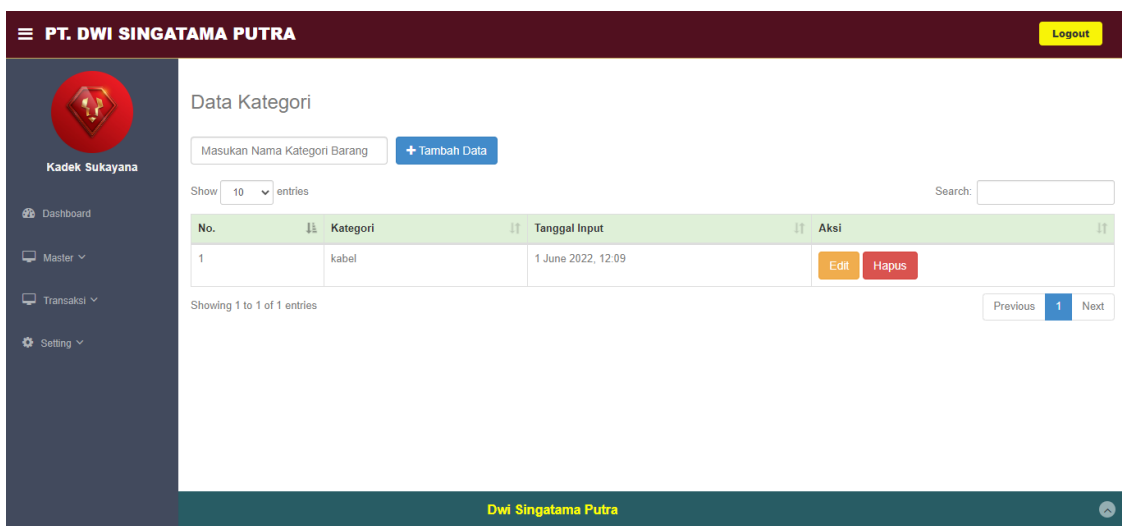 PT. DWI SINGATAMA PUTRA
Logout
Kadek Sukayana
Dashboard
Master
Transaksi
Setting
Data Kategori
Masukan Nama Kategori Barang
+ Tambah Data
Show 10 entries
Search:
No. Kategori Tanggal Input Aksi
1 kabel 1 June 2022, 12:09 Edit Hapus
Showing 1 to 1 of 1 entries
Previous 1 Next
Dwi Singatama Putra